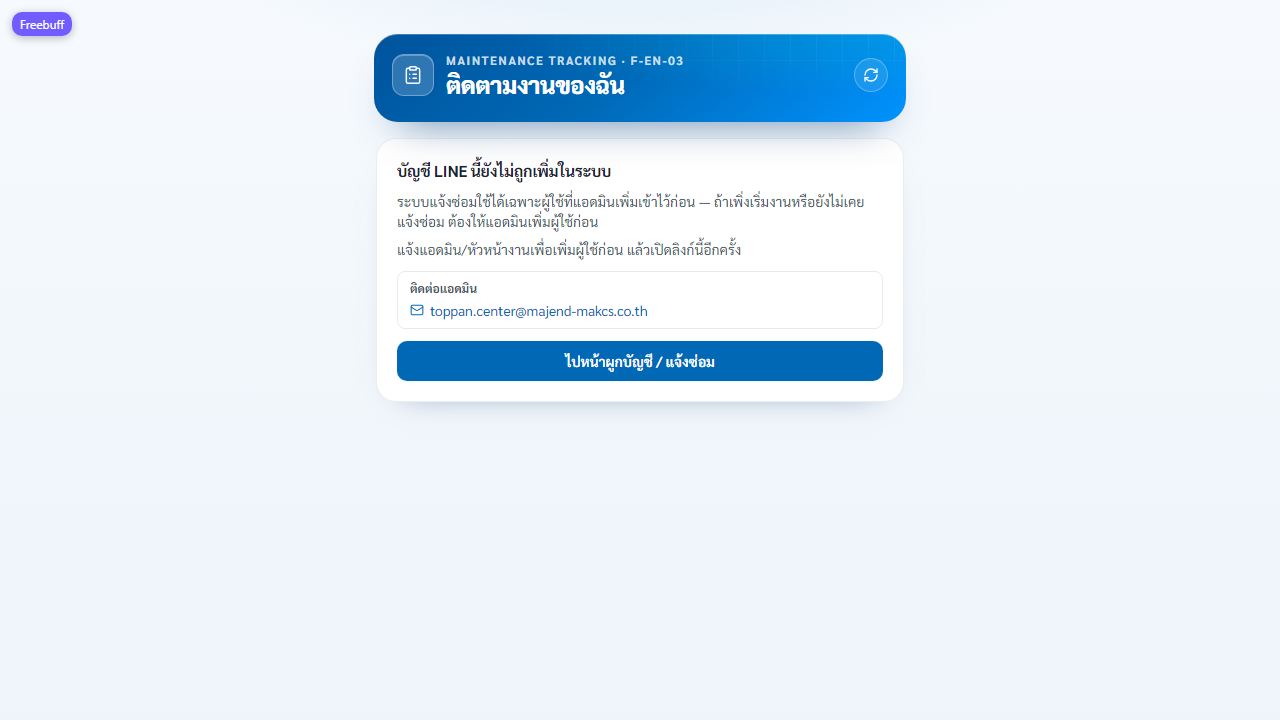 Freebuff
MAINTENANCE TRACKING · F-EN-03
ติดตามงานของฉัน
บัญชี LINE นี้ยังไม่ถูกเพิ่มในระบบ
ระบบแจ้งซ่อมใช้ได้เฉพาะผู้ใช้ที่แอดมินเพิ่มเข้าไว้ก่อน — ถ้าเพิ่งเริ่มงานหรือยังไม่เคย
แจ้งซ่อม ต้องให้แอดมินเพิ่มผู้ใช้ก่อน
แจ้งแอดมิน/หัวหน้างานเพื่อเพิ่มผู้ใช้ก่อน แล้วเปิดลิงก์นี้อีกครั้ง
ติดต่อแอดมิน
toppan.center@majend-makcs.co.th
ไปหน้าผูกบัญชี / แจ้งซ่อม